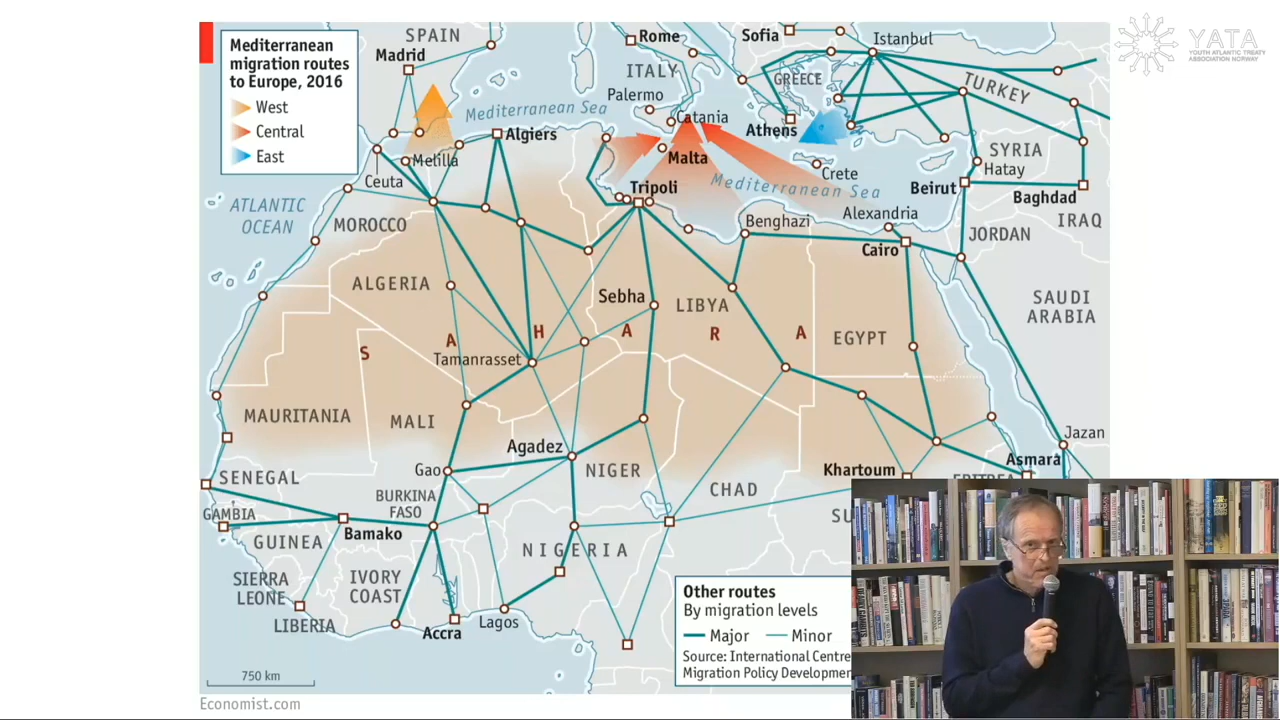 Mediterranean
migration routes
to Europe, 2016
West
Central
East
YATA
YOUTH ATLANTIC TREATY
ASSOCIATION NORWAY
SPAIN
Madrid
Rome
Sofia
Istanbul
ITALY
GREECE
TURKEY
Palermo
Mediterranean Sea
Catania
Athens
Algiers
Melilla
Malta
SYRIA
Hatay
Ceuta
Crete
Tripoli
Mediterranean Sea
Beirut
Baghdad
ATLANTIC
OCEAN
MOROCCO
Benghazi
Alexandria
IRAQ
JORDAN
Cairo
ALGERIA
Sebha
LIBYA
SAUDI
ARABIA
S A H A R A
EGYPT
Tamanrasset
MAURITANIA
MALI
Jazan
Agadez
Asmara
Gao
NIGER
Khartoum
SENEGAL
CHAD
ERITREA
BURKINA
FASO
GAMBIA
SU
Bamako
GUINEA
NIGERIA
SIERRA
LEONE
IVORY
COAST
LIBERIA
Accra
Lagos
Other routes
By migration levels
Major
Minor
Source: International Centre
Migration Policy Developmen
750 km
Economist.com